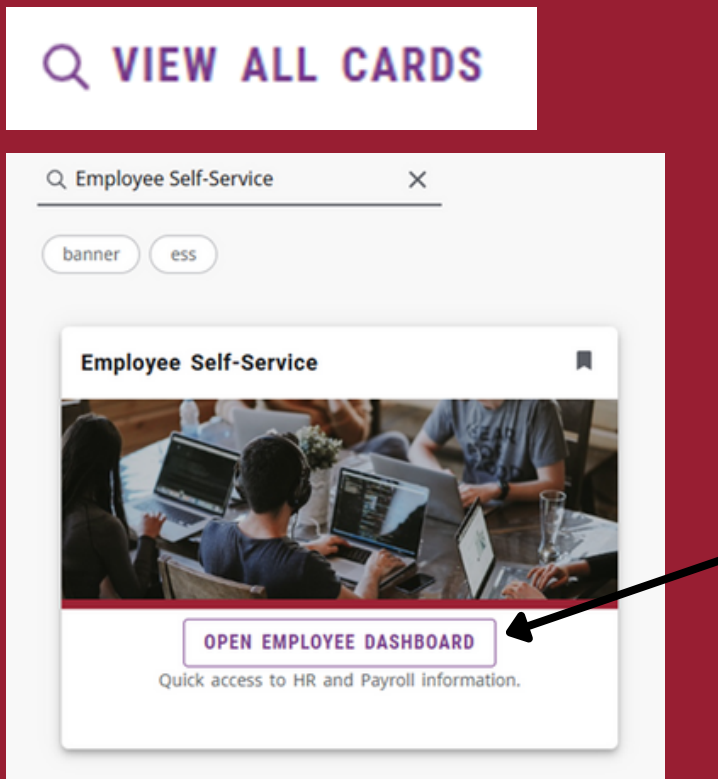 VIEW ALL CARDS
Employee Self-Service
banner ess
Employee Self-Service
GEAR
OPEN EMPLOYEE DASHBOARD
Quick access to HR and Payroll information.